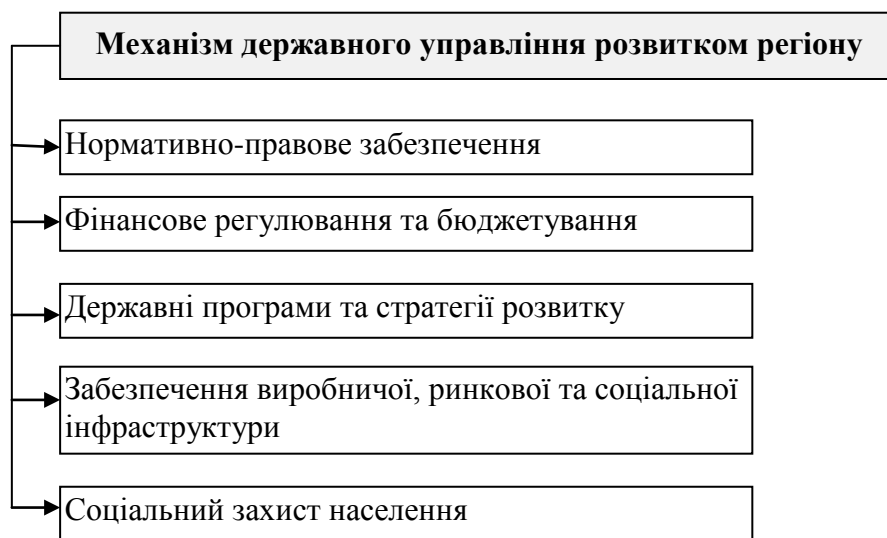 Механізм державного управління розвитком регіону
Нормативно-правове забезпечення
Фінансове регулювання та бюджетування
Державні програми та стратегії розвитку
Забезпечення виробничої, ринкової та соціальної
інфраструктури
Соціальний захист населення